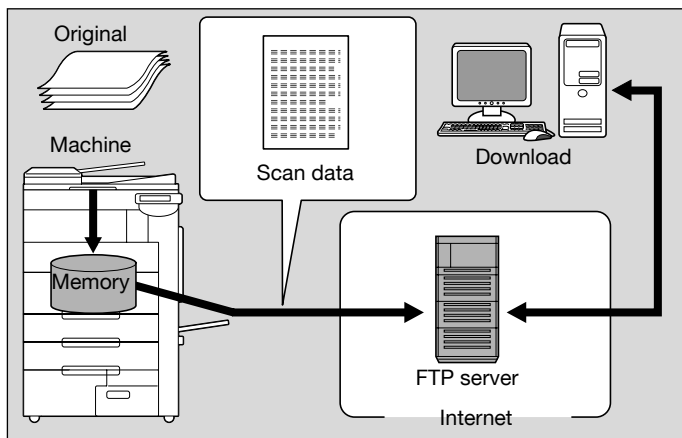 Original
Machine
Memory
Scan data
Download
FTP server
Internet